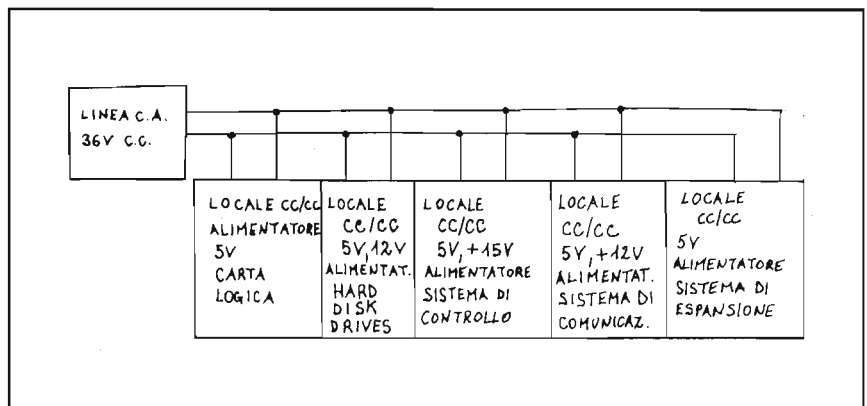 LINEA C.A.
36V C.C.
LOCALE CC/CC
ALIMENTATORE
5V
CARTA
LOGICA
LOCALE
CC/CC
5V,12V
ALIMENTAT.
HARD
DISK
DRIVES
LOCALE
CC/CC
5V,+15V
ALIMENTATORE
SISTEMA DI
CONTROLLO
LOCALE
CC/CC
5V,+12V
ALIMENTAT.
SISTEMA DI
COMUNICAZ.
LOCALE
CC/CC
5V
ALIMENTATORE
SISTEMA DI
ESPANSIONE